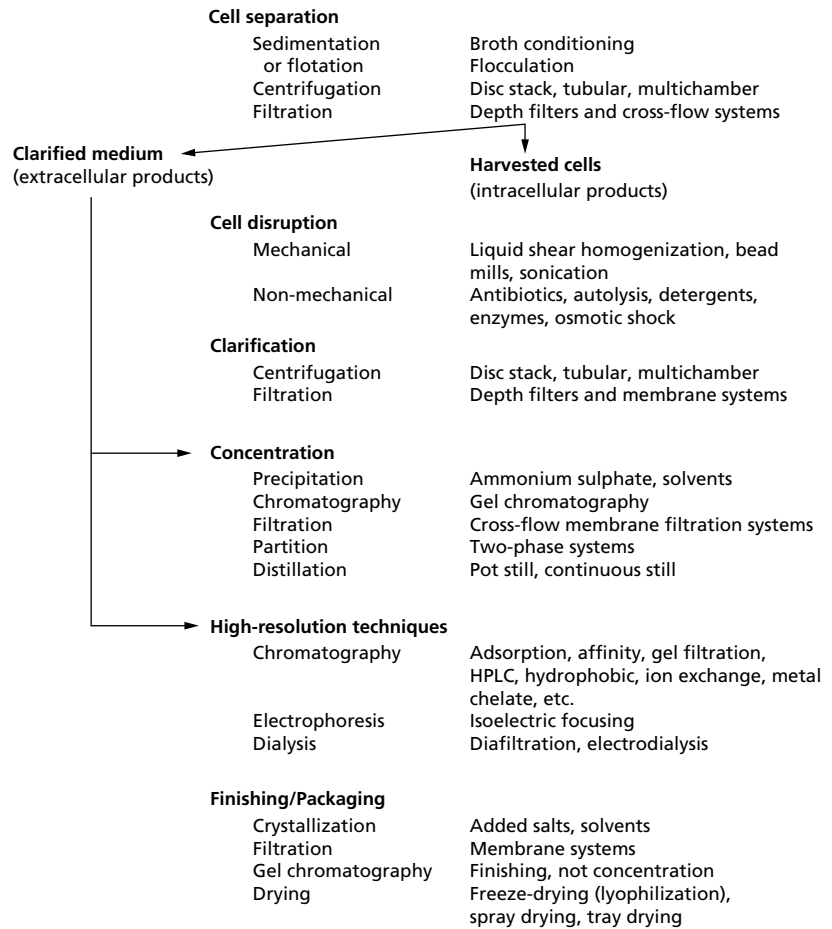 Cell separation
Sedimentation Broth conditioning
or flotation Flocculation
Centrifugation Disc stack, tubular, multichamber
Filtration Depth filters and cross-flow systems
Clarified medium
(extracellular products)
Harvested cells
(intracellular products)
Cell disruption
Mechanical Liquid shear homogenization, bead
mills, sonication
Non-mechanical Antibiotics, autolysis, detergents,
enzymes, osmotic shock
Clarification
Centrifugation Disc stack, tubular, multichamber
Filtration Depth filters and membrane systems
Concentration
Precipitation Ammonium sulphate, solvents
Chromatography Gel chromatography
Filtration Cross-flow membrane filtration systems
Partition Two-phase systems
Distillation Pot still, continuous still
High-resolution techniques
Chromatography Adsorption, affinity, gel filtration,
HPLC, hydrophobic, ion exchange, metal
chelate, etc.
Electrophoresis Isoelectric focusing
Dialysis Diafiltration, electrodialysis
Finishing/Packaging
Crystallization Added salts, solvents
Filtration Membrane systems
Gel chromatography Finishing, not concentration
Drying Freeze-drying (lyophilization),
spray drying, tray drying